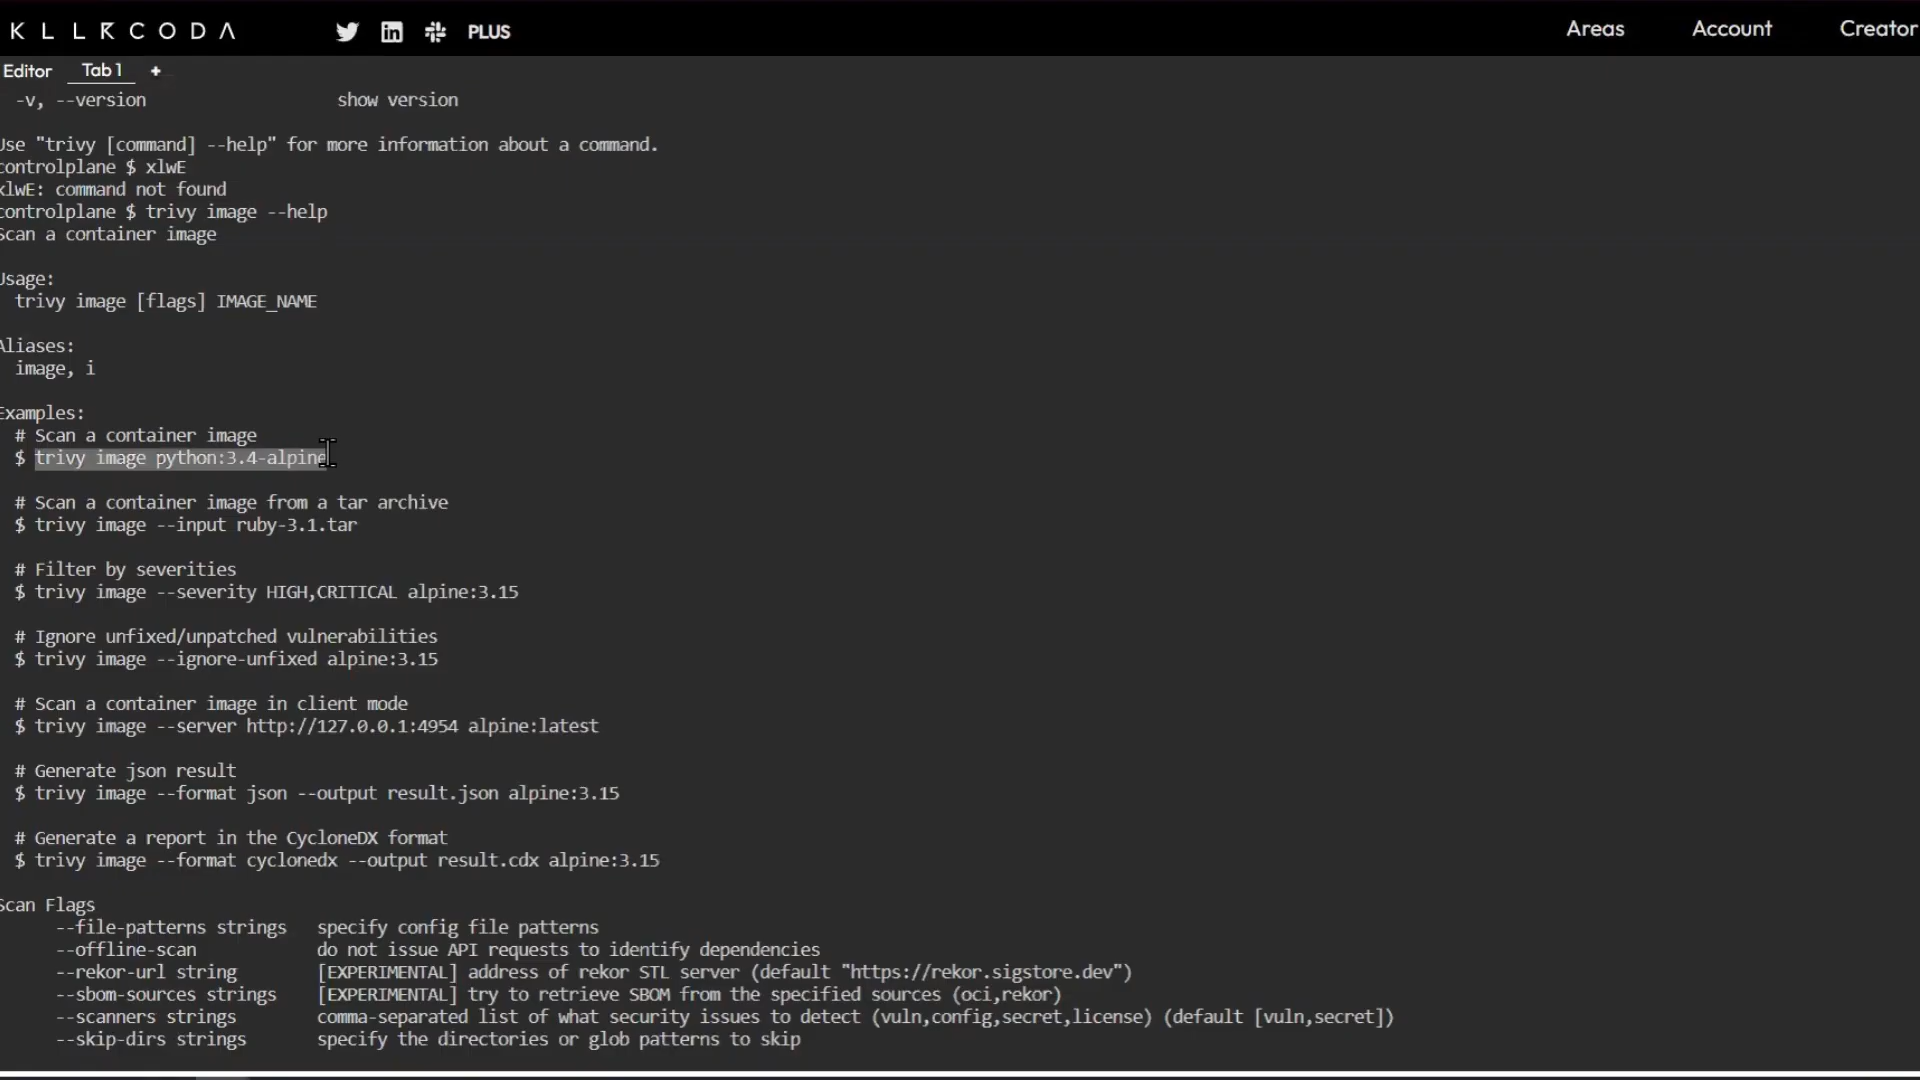 KLLRCODA PLUS Areas Account Creator
Editor Tab 1 +
-v, --version show version
Use "trivy [command] --help" for more information about a command.
controlplane $ xlwE
xlwE: command not found
controlplane $ trivy image --help
Scan a container image
Usage:
trivy image [flags] IMAGE_NAME
Aliases:
image, i
Examples:
# Scan a container image
$ trivy image python:3.4-alpine
# Scan a container image from a tar archive
$ trivy image --input ruby-3.1.tar
# Filter by severities
$ trivy image --severity HIGH,CRITICAL alpine:3.15
# Ignore unfixed/unpatched vulnerabilities
$ trivy image --ignore-unfixed alpine:3.15
# Scan a container image in client mode
$ trivy image --server http://127.0.0.1:4954 alpine:latest
# Generate json result
$ trivy image --format json --output result.json alpine:3.15
# Generate a report in the CycloneDX format
$ trivy image --format cyclonedx --output result.cdx alpine:3.15
Scan Flags
--file-patterns strings specify config file patterns
--offline-scan do not issue API requests to identify dependencies
--rekor-url string [EXPERIMENTAL] address of rekor STL server (default "https://rekor.sigstore.dev")
--sbom-sources strings [EXPERIMENTAL] try to retrieve SBOM from the specified sources (oci,rekor)
--scanners strings comma-separated list of what security issues to detect (vuln,config,secret,license) (default [vuln,secret])
--skip-dirs strings specify the directories or glob patterns to skip